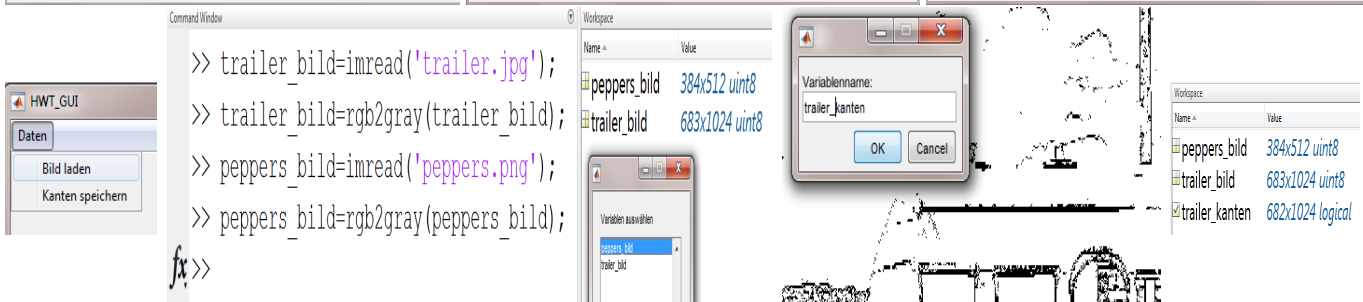 HWT_GUI
Daten
Bild laden
Kanten speichern
Command Window
>> trailer_bild=imread('trailer.jpg');
>> trailer_bild=rgb2gray(trailer_bild);
>> peppers_bild=imread('peppers.png');
>> peppers_bild=rgb2gray(peppers_bild);
fx >>
Workspace
Name Value
peppers_bild 384x512 uint8
trailer_bild 683x1024 uint8
Variablen auswählen
peppers_bild
trailer_bild
Variablenname:
trailer_kanten
OK Cancel
Workspace
Name Value
peppers_bild 384x512 uint8
trailer_bild 683x1024 uint8
trailer_kanten 682x1024 logical